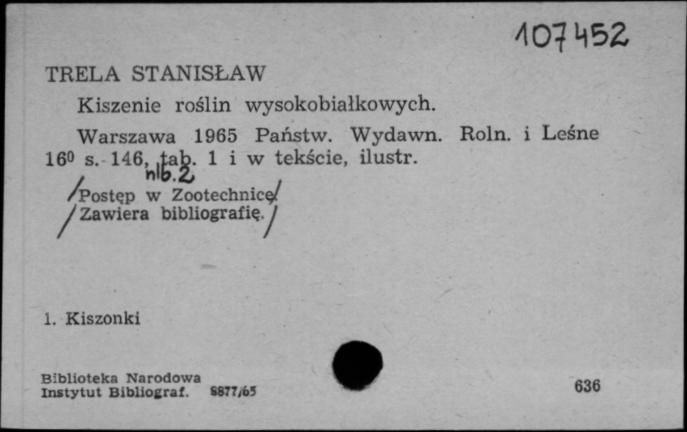 107452
TRELA STANISŁAW
Kiszenie roślin wysokobiałkowych.
Warszawa 1965 Państw. Wydawn. Roln. i Leśne
16⁰ s. 146, tab. 1 i w tekście, ilustr.
nlb. 2
/Postęp w Zootechnice/
/Zawiera bibliografię./
1. Kiszonki
Biblioteka Narodowa
Instytut Bibliograf. 8877/65
636